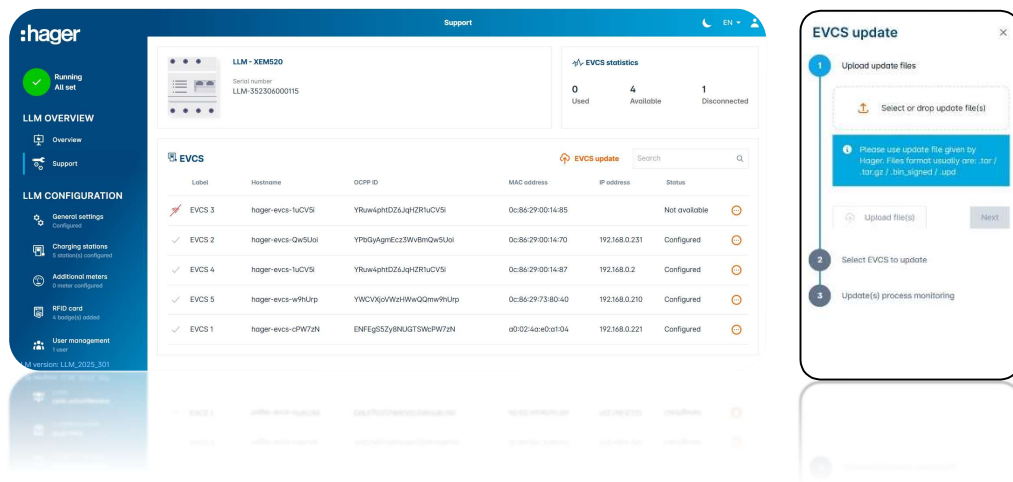 :hager
Support
EN
Running
All set
LLM OVERVIEW
Overview
Support
LLM CONFIGURATION
General settings
Configured
Charging stations
5 station(s) configured
Additional meters
0 meter configured
RFID card
4 badge(s) added
User management
1 user
LM version: LLM_2025_301
LLM - XEM520
Serial number
LLM-352306000115
EVCS statistics
0 4 1
Used Available Disconnected
EVCS
EVCS update
Search
Label Hostname OCPP ID MAC address IP address Status
EVCS 3 hager-evcs-1uCV5i YRuw4phtDZ6JqHZR1uCV5i 0c:86:29:00:14:85 Not available
EVCS 2 hager-evcs-Qw5Uoi YPbGyAgmEcz3WvBmQw5Uoi 0c:86:29:00:14:70 192.168.0.231 Configured
EVCS 4 hager-evcs-1uCV5i YRuw4phtDZ6JqHZR1uCV5i 0c:86:29:00:14:87 192.168.0.2 Configured
EVCS 5 hager-evcs-w9hUrp YWCVXjoVWzHWwQQmw9hUrp 0c:86:29:73:80:40 192.168.0.210 Configured
EVCS 1 hager-evcs-cPW7zN ENFEgS5Zy8NUGTSWcPW7zN a0:02:4a:e0:a1:04 192.168.0.221 Configured
EVCS update
1 Upload update files
Select or drop update file(s)
Please use update file given by
Hager. Files format usually are: .tar /
.tar.gz / .bin_signed / .upd
Upload file(s)
Next
2 Select EVCS to update
3 Update(s) process monitoring